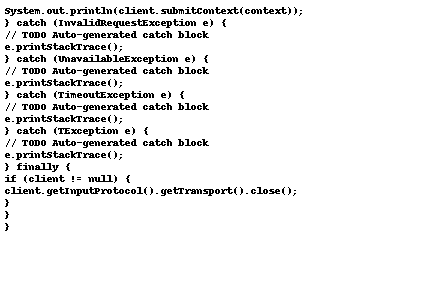 System.out.println(client.submitContext(context));
} catch (InvalidRequestException e) {
// TODO Auto-generated catch block
e.printStackTrace();
} catch (UnavailableException e) {
// TODO Auto-generated catch block
e.printStackTrace();
} catch (TimeoutException e) {
// TODO Auto-generated catch block
e.printStackTrace();
} catch (TException e) {
// TODO Auto-generated catch block
e.printStackTrace();
} finally {
if (client != null) {
client.getInputProtocol().getTransport().close();
}
}
}